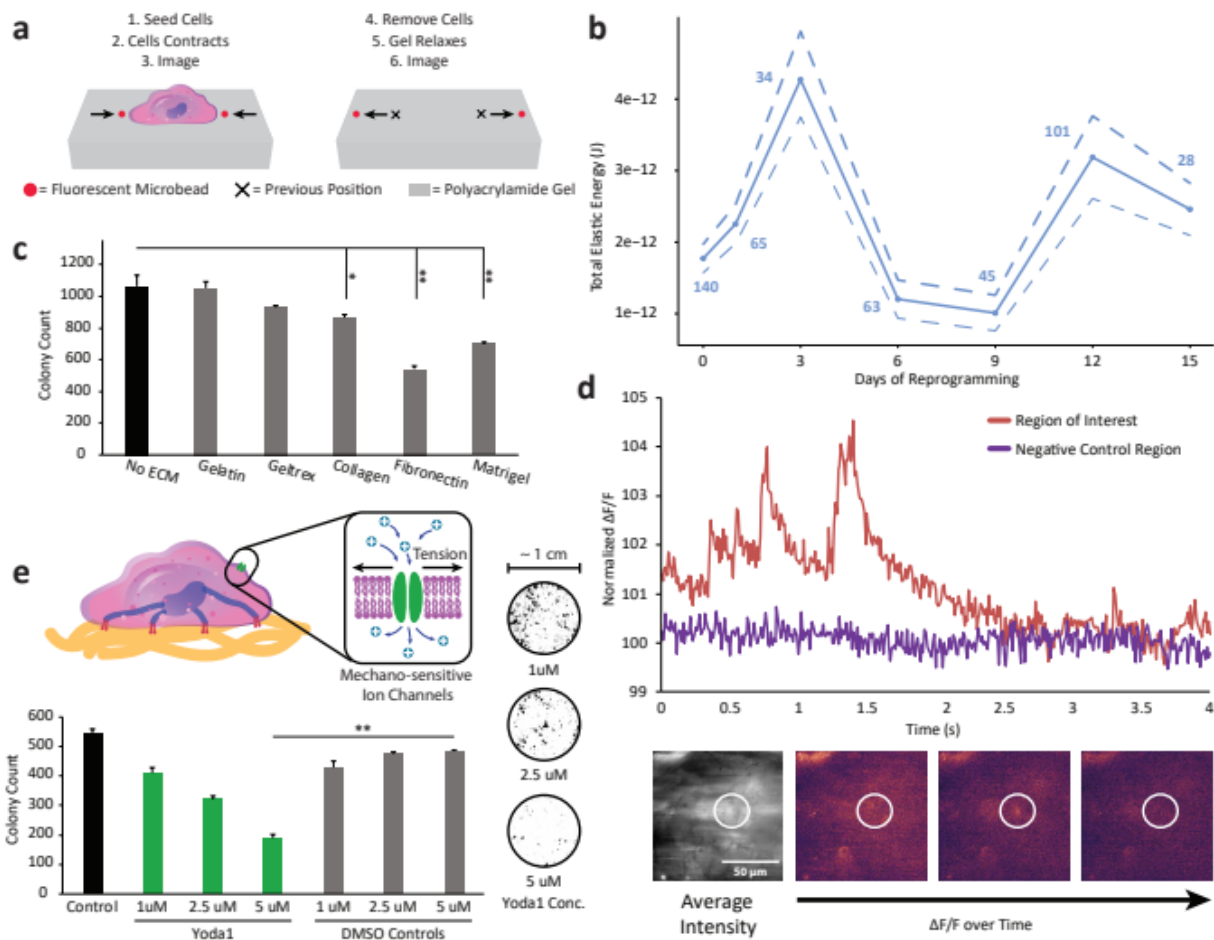 a
1. Seed Cells
2. Cells Contracts
3. Image
4. Remove Cells
5. Gel Relaxes
6. Image
= Fluorescent Microbead
= Previous Position
= Polyacrylamide Gel
b
Total Elastic Energy (J)
4e−12
3e−12
2e−12
1e−12
140
65
34
63
45
101
28
0
3
6
9
12
15
Days of Reprogramming
c
Colony Count
1200
1000
800
600
400
200
0
*
**
**
No ECM
Gelatin
Geltrex
Collagen
Fibronectin
Matrigel
d
Normalized ΔF/F
105
104
103
102
101
100
99
Region of Interest
Negative Control Region
0
0.5
1
1.5
2
2.5
3
3.5
4
Time (s)
50 μm
Average
Intensity
ΔF/F over Time
e
Tension
Mechano-sensitive
Ion Channels
~ 1 cm
1uM
2.5 uM
5 uM
Yoda1 Conc.
Colony Count
600
500
400
300
200
100
0
**
Control
1uM
2.5 uM
5 uM
1 uM
2.5 uM
5 uM
Yoda1
DMSO Controls